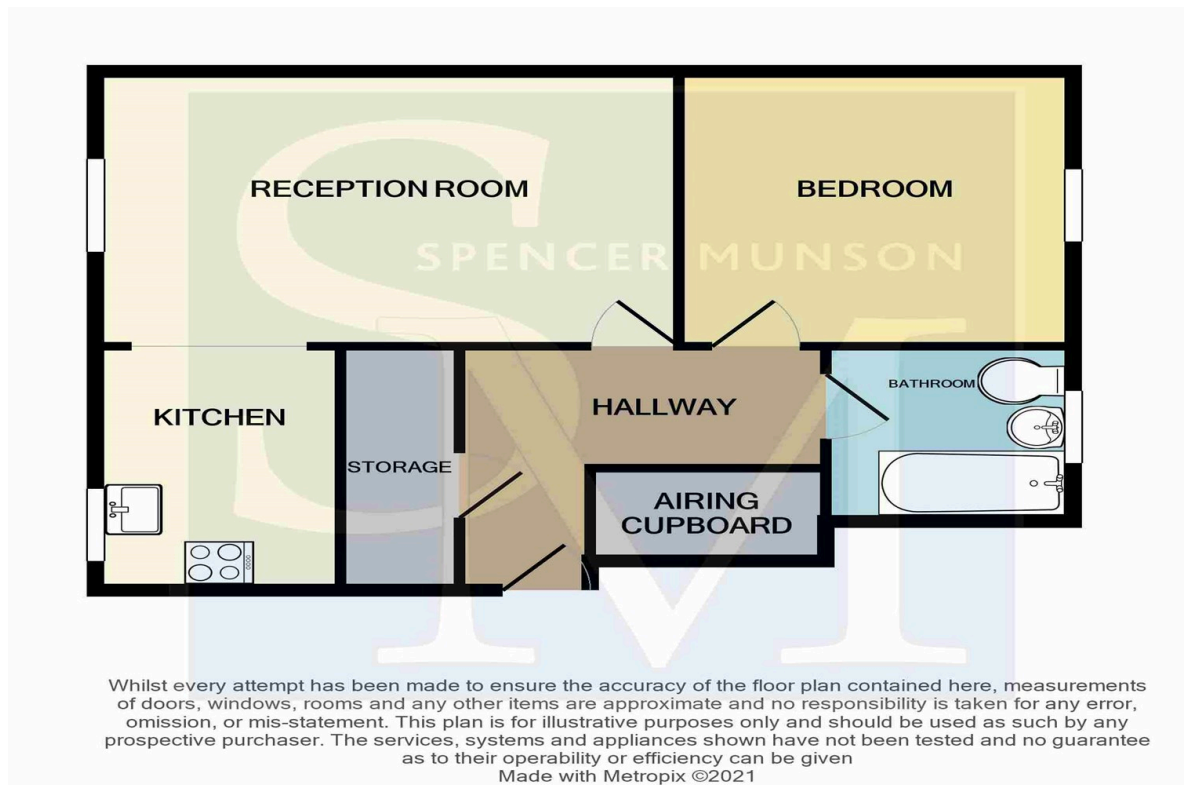 RECEPTION ROOM
BEDROOM
SPENCER MUNSON
KITCHEN
HALLWAY
BATHROOM
STORAGE
AIRING
CUPBOARD
SM
Whilst every attempt has been made to ensure the accuracy of the floor plan contained here, measurements
of doors, windows, rooms and any other items are approximate and no responsibility is taken for any error,
omission, or mis-statement. This plan is for illustrative purposes only and should be used as such by any
prospective purchaser. The services, systems and appliances shown have not been tested and no guarantee
as to their operability or efficiency can be given
Made with Metropix ©2021